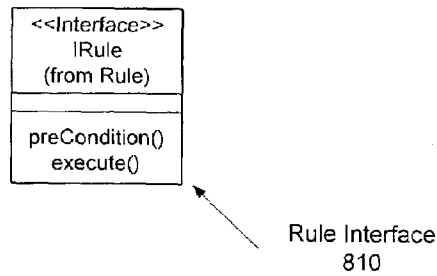 <<Interface>>
IRule
(from Rule)
preCondition()
execute()
Rule Interface
810